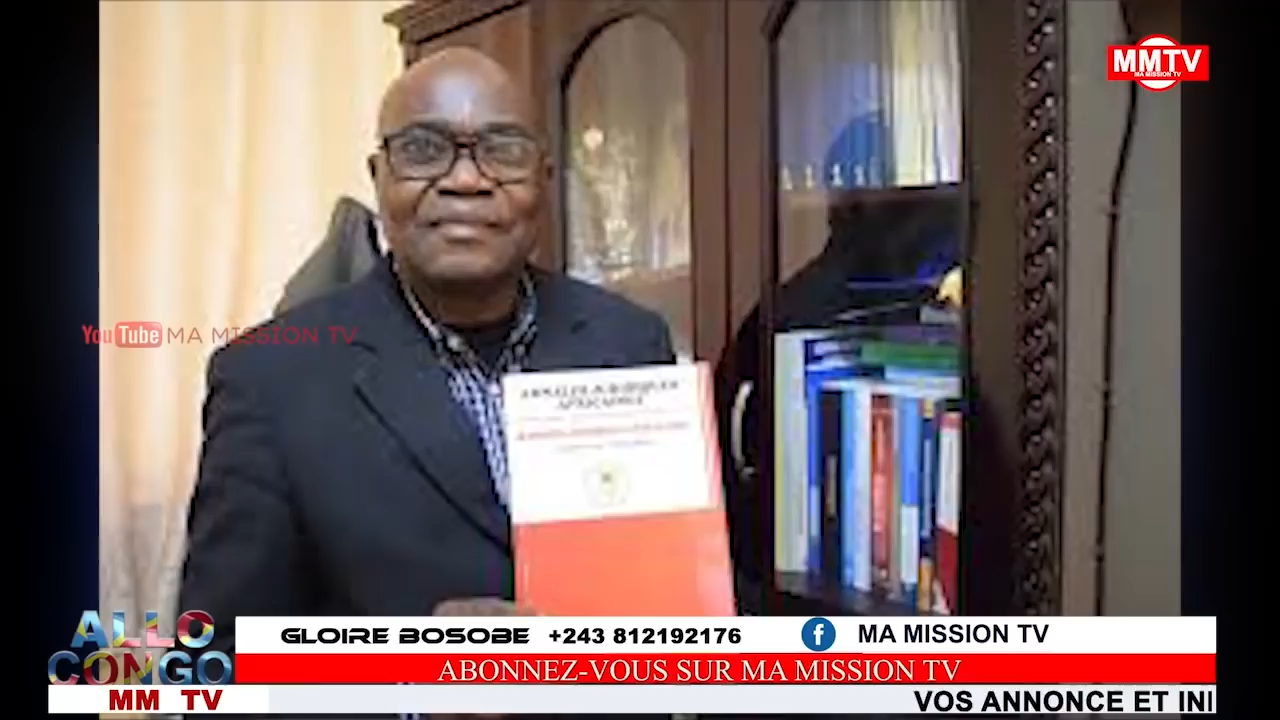 MMTV
MA MISSION TV
YouTube MA MISSION TV
AFRICAINES
ALLO
CONGO
MM TV
GLOIRE BOSOBE +243 812192176
f MA MISSION TV
ABONNEZ-VOUS SUR MA MISSION TV
VOS ANNONCE ET INI